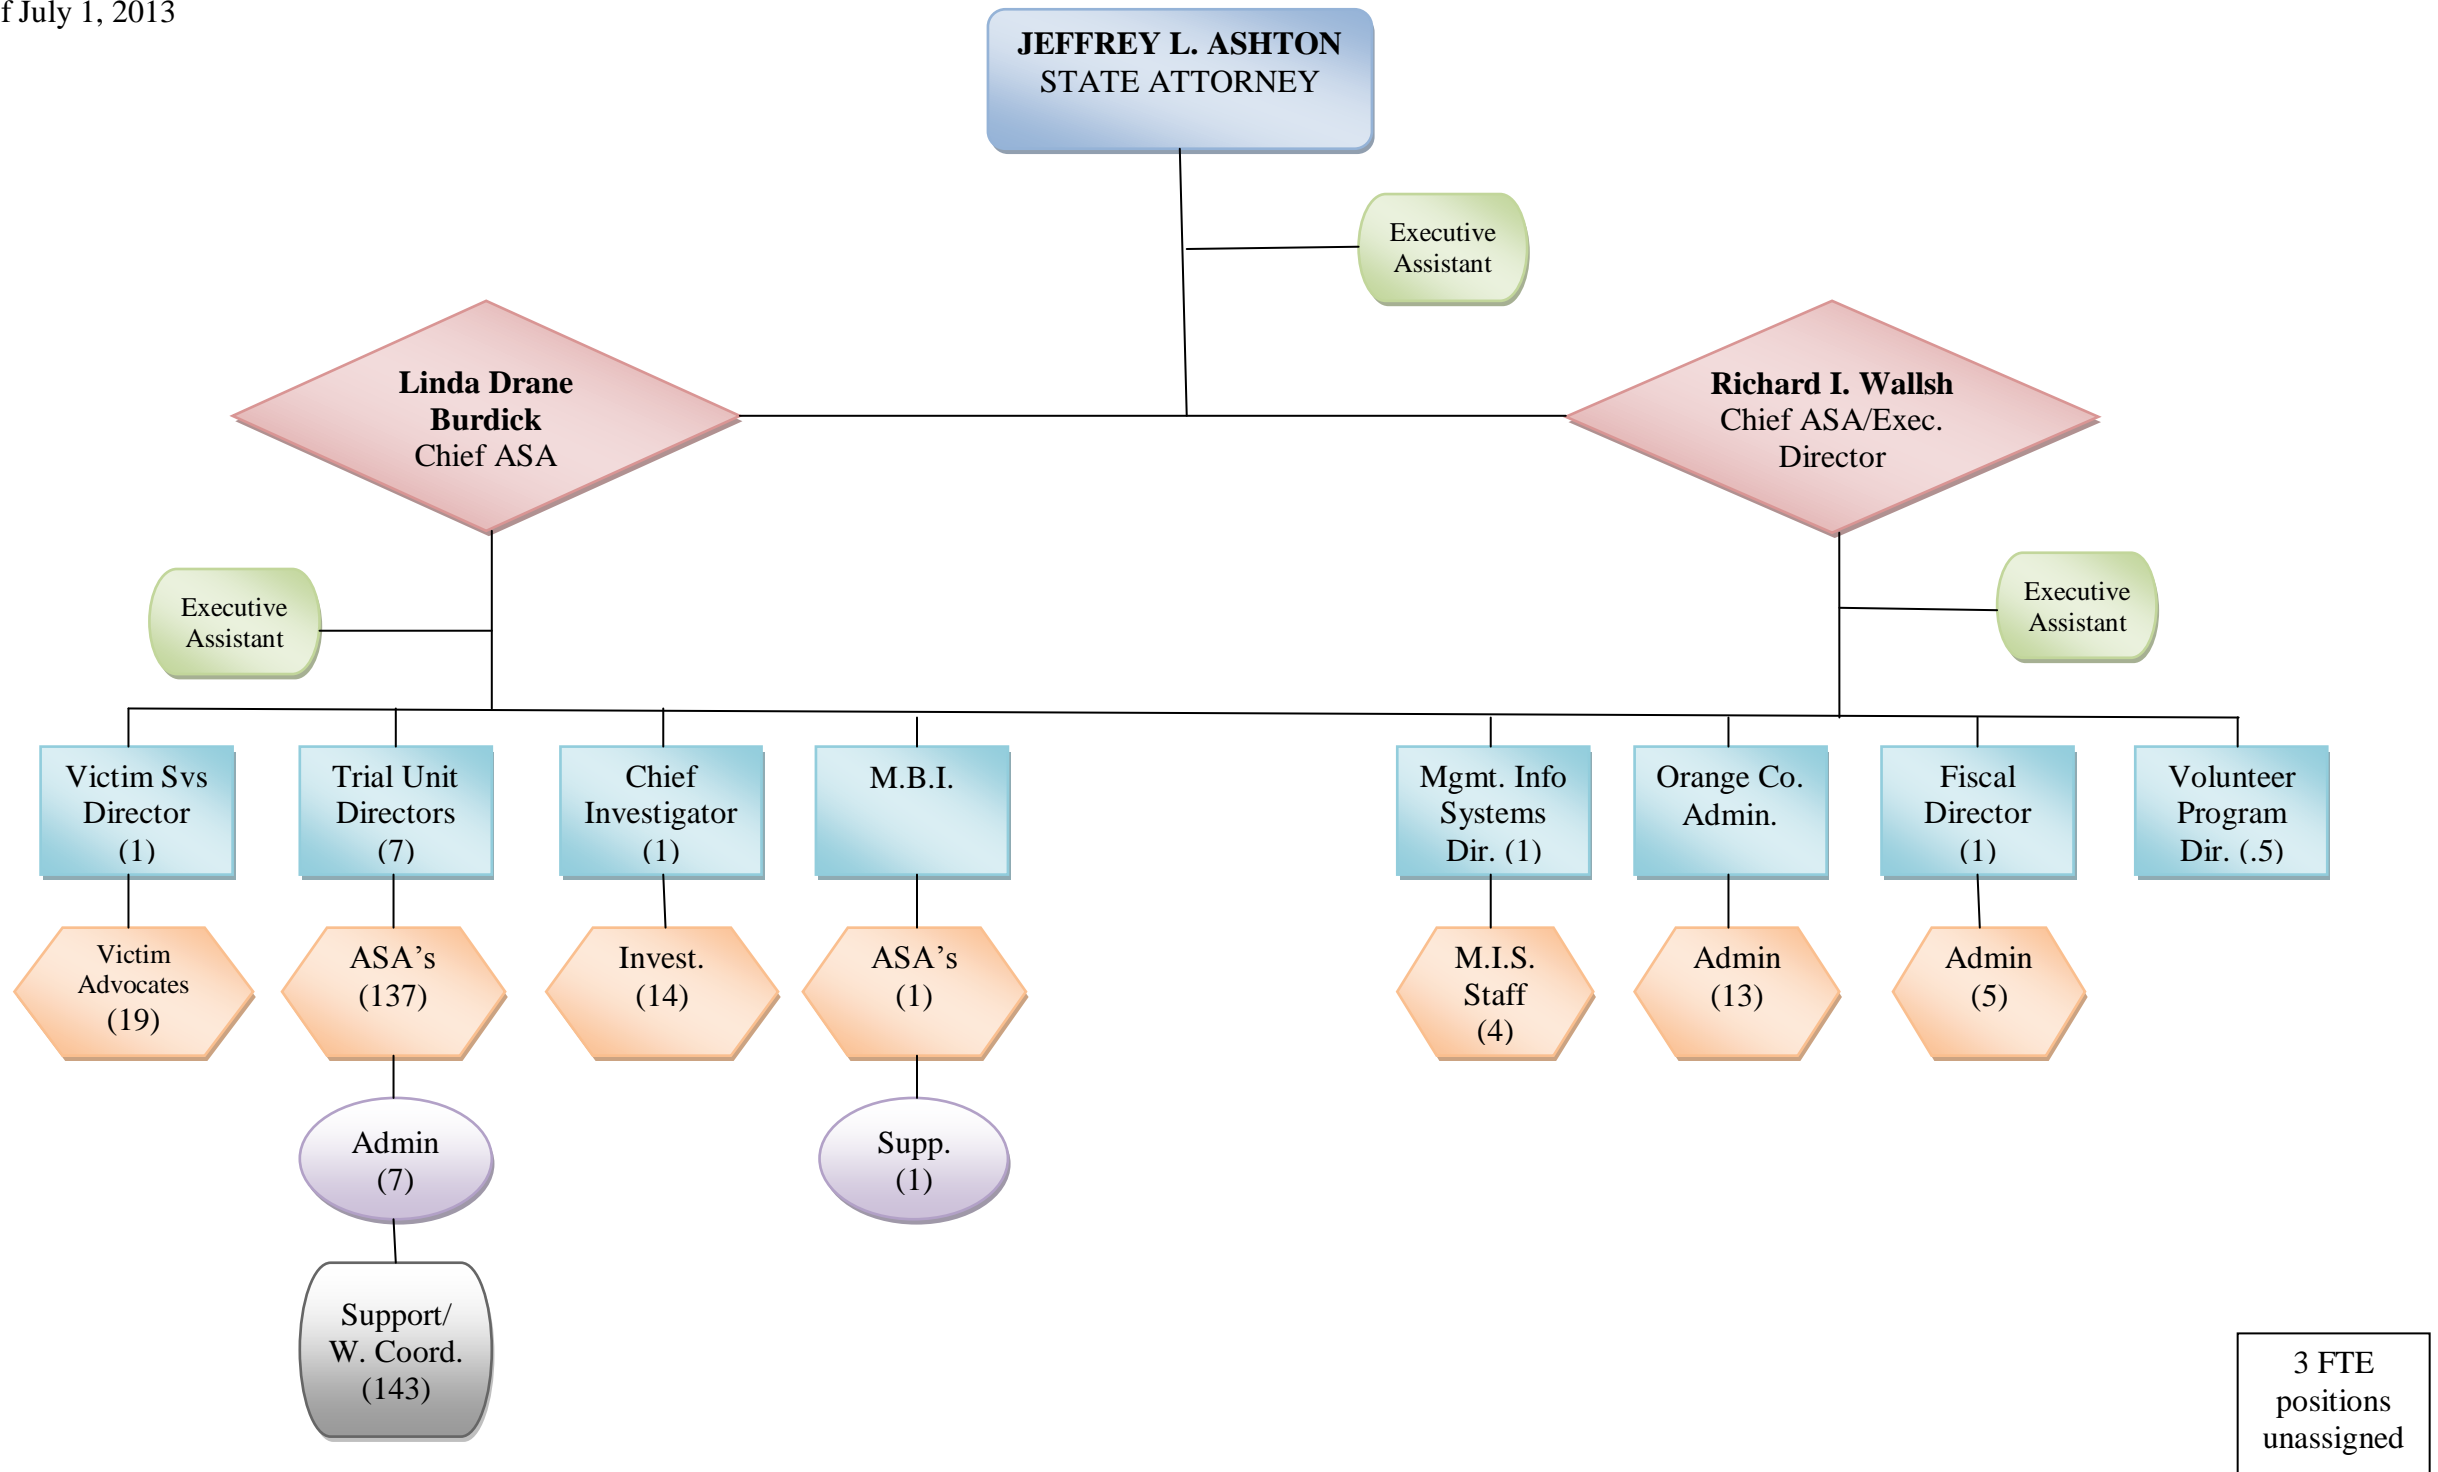 f July 1, 2013
JEFFREY L. ASHTON
STATE ATTORNEY
Executive
Assistant
Linda Drane
Burdick
Chief ASA
Richard I. Wallsh
Chief ASA/Exec.
Director
Executive
Assistant
Executive
Assistant
Victim Svs
Director
(1)
Trial Unit
Directors
(7)
Chief
Investigator
(1)
M.B.I.
Mgmt. Info
Systems
Dir. (1)
Orange Co.
Admin.
Fiscal
Director
(1)
Volunteer
Program
Dir. (.5)
Victim
Advocates
(19)
ASA’s
(137)
Invest.
(14)
ASA’s
(1)
M.I.S.
Staff
(4)
Admin
(13)
Admin
(5)
Admin
(7)
Supp.
(1)
Support/
W. Coord.
(143)
3 FTE
positions
unassigned